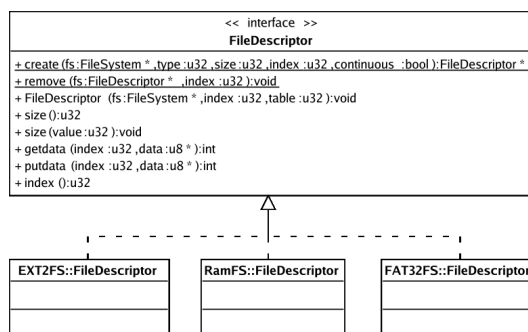 << interface >>
FileDescriptor
+ create (fs:FileSystem * ,type :u32 ,size:u32 ,index :u32 ,continuous :bool ):FileDescriptor *
+ remove (fs:FileDescriptor * ,index :u32 ):void
+ FileDescriptor (fs:FileSystem * ,index :u32 ,table :u32 ):void
+ size ():u32
+ size (value :u32 ):void
+ getdata (index :u32 ,data :u8 * ):int
+ putdata (index :u32 ,data :u8 * ):int
+ index ():u32
EXT2FS::FileDescriptor RamFS::FileDescriptor FAT32FS::FileDescriptor